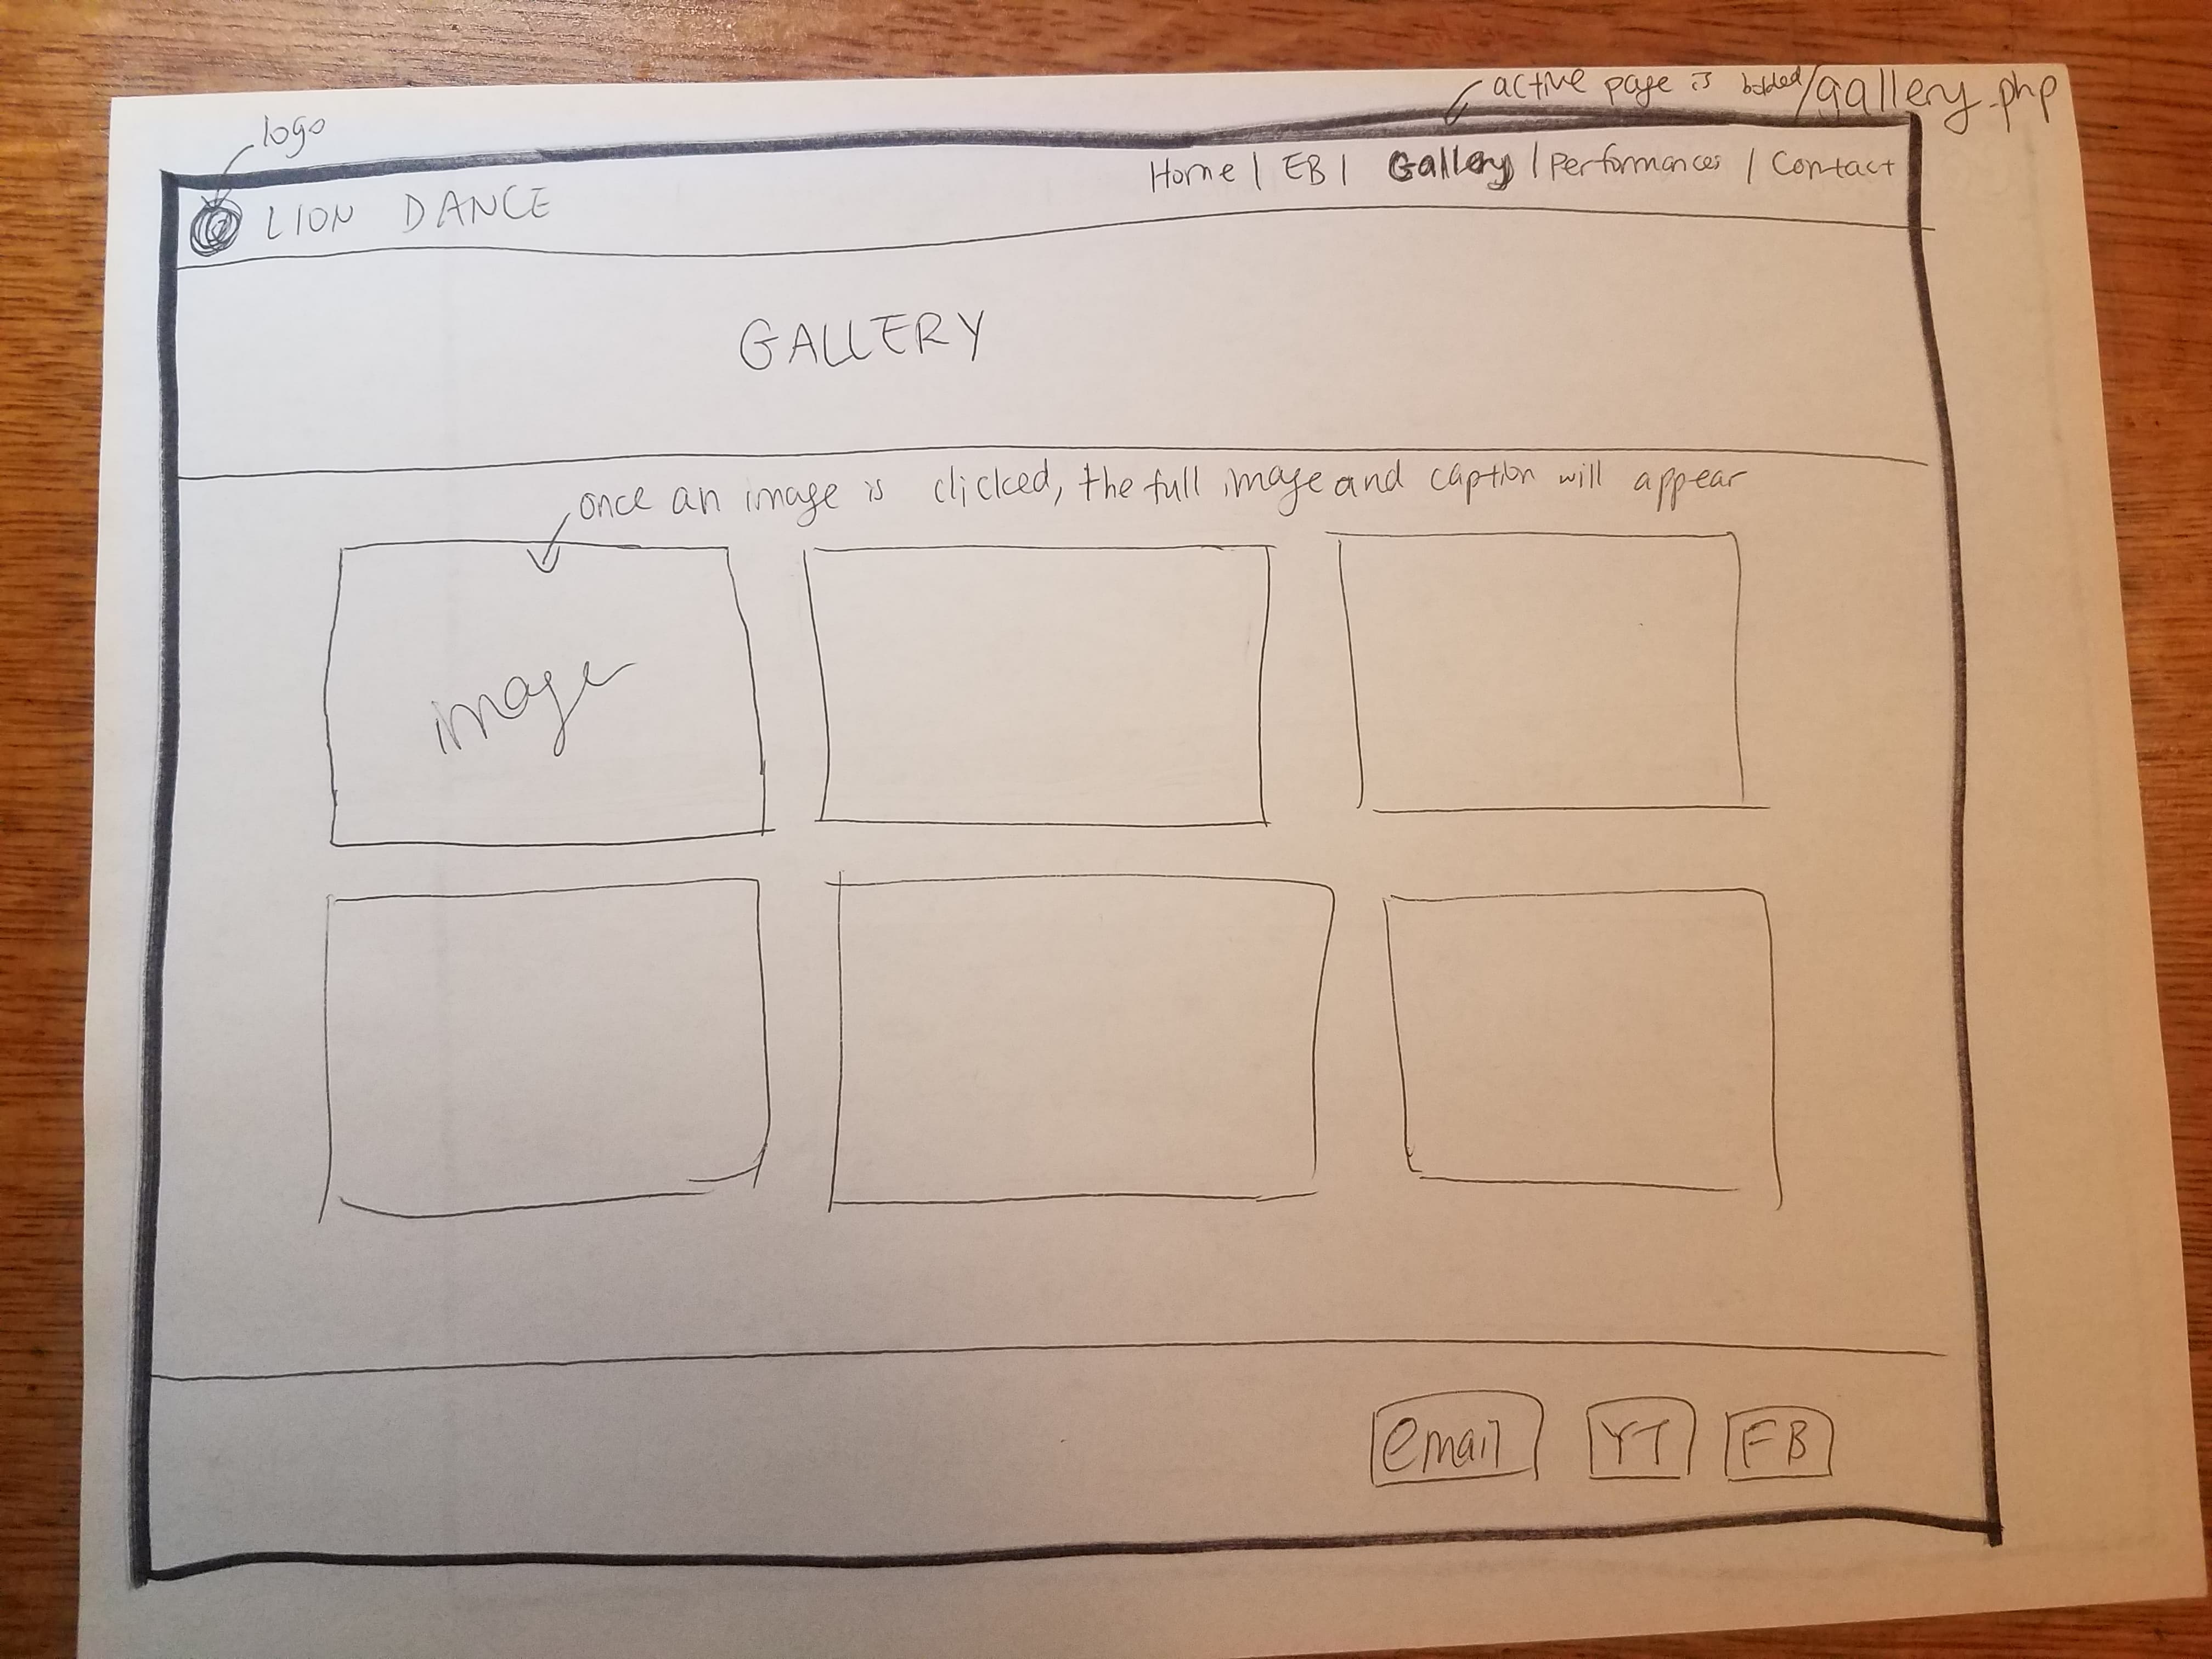 active page is bolded
/gallery.php
logo
LION DANCE
Home | EB | Gallery | Performances | Contact
GALLERY
once an image is clicked, the full image and caption will appear
image
email
YT
FB